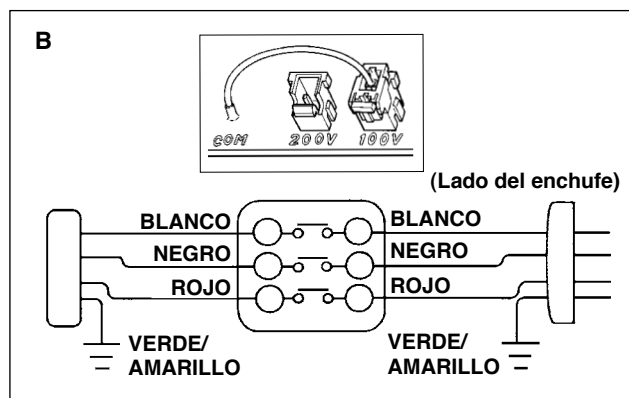 B
COM 200V 100V
(Lado del enchufe)
BLANCO BLANCO
NEGRO NEGRO
ROJO ROJO
VERDE/
AMARILLO
VERDE/
AMARILLO